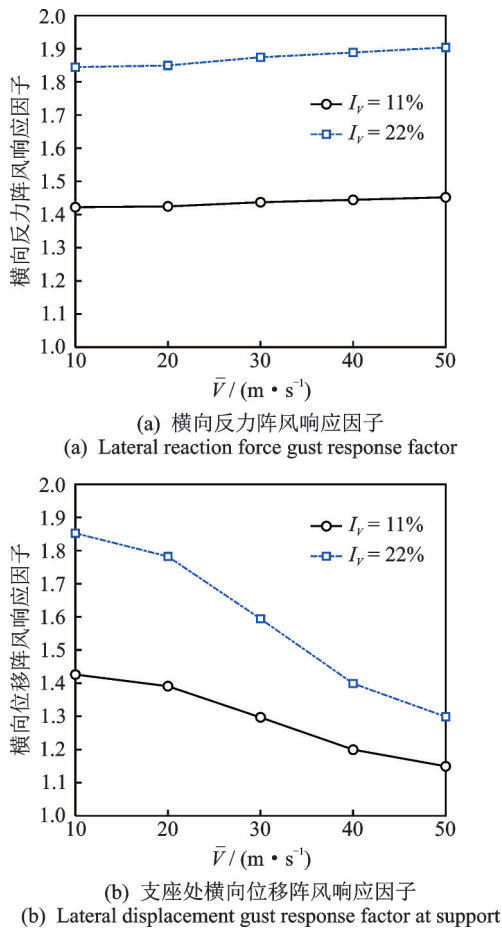 横向反力阵风响应因子
2.0
1.9
1.8
1.7
1.6
1.5
1.4
1.3
1.2
1.1
1.0
I_V = 11%
I_V = 22%
10 20 30 40 50
V̄ / (m·s⁻¹)
(a) 横向反力阵风响应因子
(a) Lateral reaction force gust response factor
横向位移阵风响应因子
2.0
1.9
1.8
1.7
1.6
1.5
1.4
1.3
1.2
1.1
1.0
I_V = 11%
I_V = 22%
10 20 30 40 50
V̄ / (m·s⁻¹)
(b) 支座处横向位移阵风响应因子
(b) Lateral displacement gust response factor at support